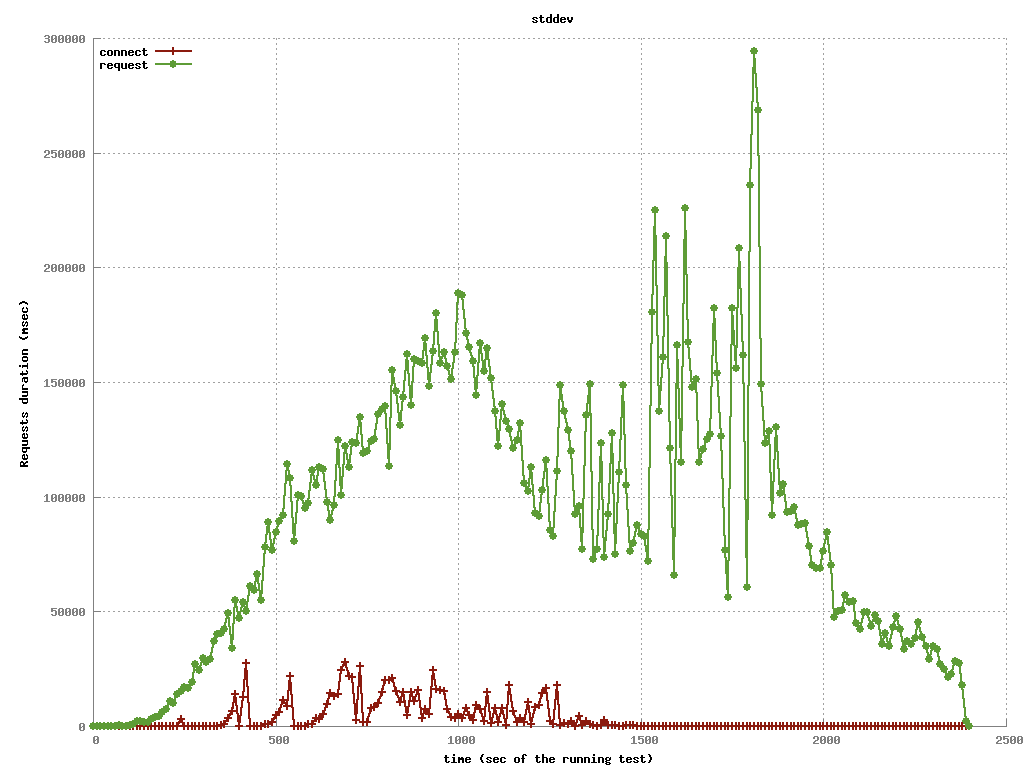 stddev
300000
connect
request
250000
200000
150000
100000
50000
0
Requests duration (msec)
0 500 1000 1500 2000 2500
time (sec of the running test)